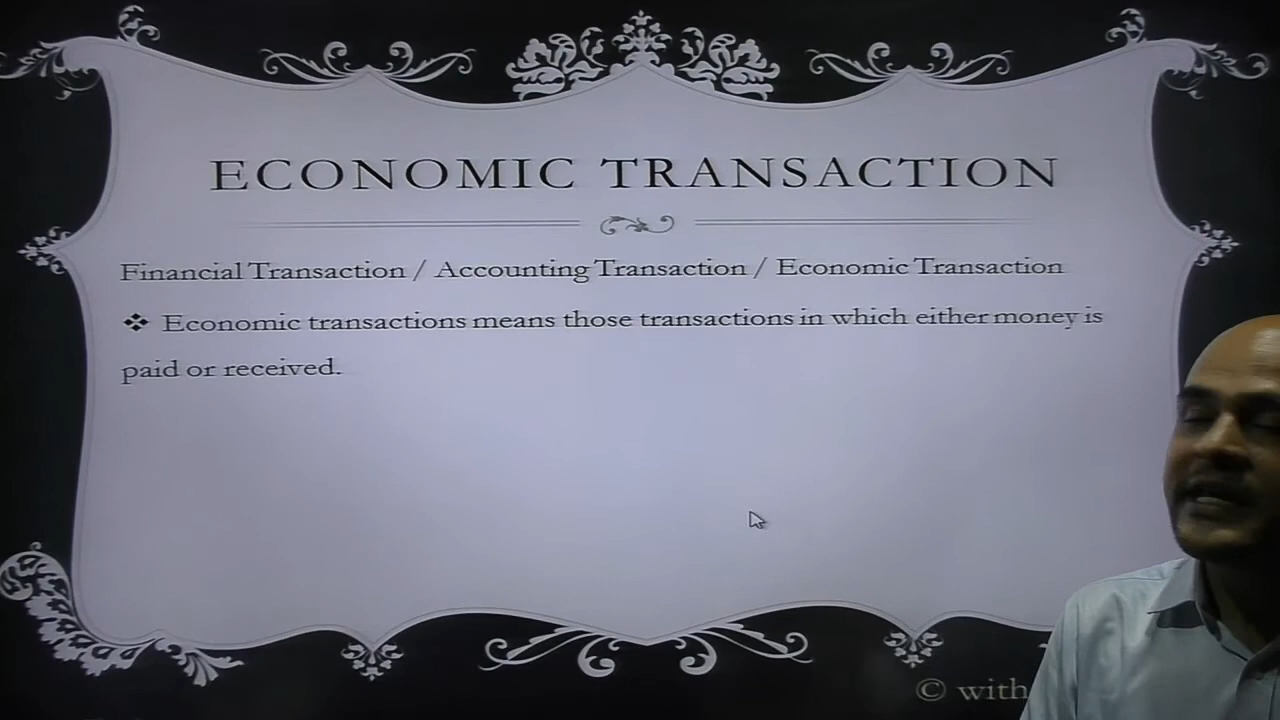 ECONOMIC TRANSACTION
Financial Transaction / Accounting Transaction / Economic Transaction
❖ Economic transactions means those transactions in which either money is
paid or received.
© with